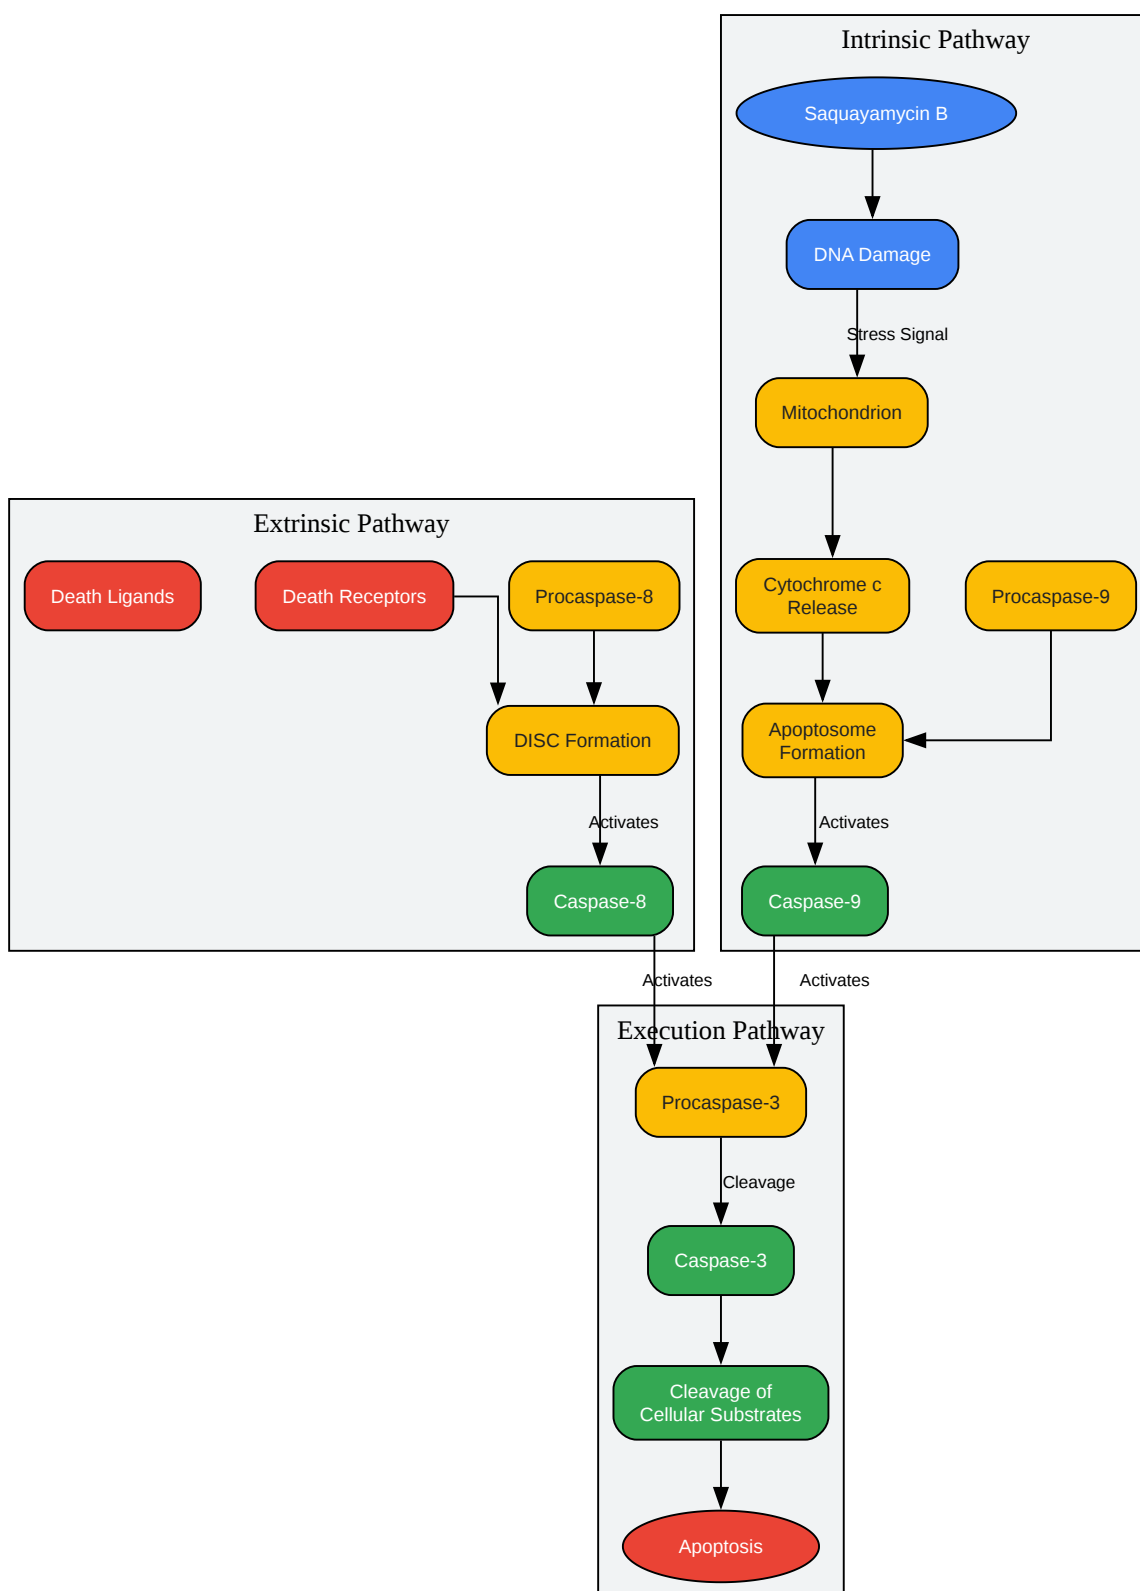 Intrinsic Pathway
Saquayamycin B
DNA Damage
Stress Signal
Mitochondrion
Extrinsic Pathway
Death Ligands
Death Receptors
Procaspase-8
Cytochrome c
Release
Procaspase-9
DISC Formation
Apoptosome
Formation
Activates
Activates
Caspase-8
Caspase-9
Activates
Activates
Execution Pathway
Procaspase-3
Cleavage
Caspase-3
Cleavage of
Cellular Substrates
Apoptosis